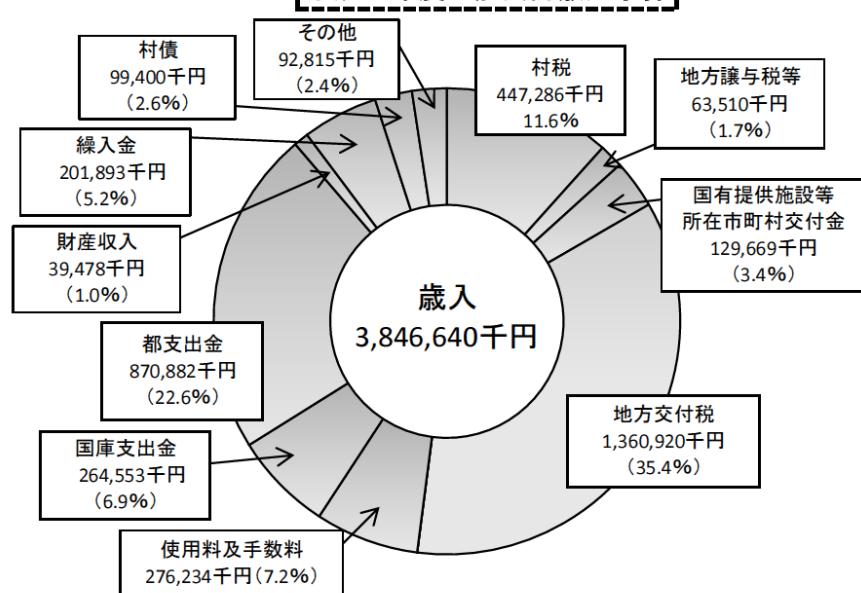 村税
447,286千円
11.6%
地方譲与税等
63,510千円
(1.7%)
国有提供施設等
所在市町村交付金
129,669千円
(3.4%)
地方交付税
1,360,920千円
(35.4%)
使用料及手数料
276,234千円(7.2%)
国庫支出金
264,553千円
(6.9%)
都支出金
870,882千円
(22.6%)
財産収入
39,478千円
(1.0%)
繰入金
201,893千円
(5.2%)
村債
99,400千円
(2.6%)
その他
92,815千円
(2.4%)
歳入
3,846,640千円